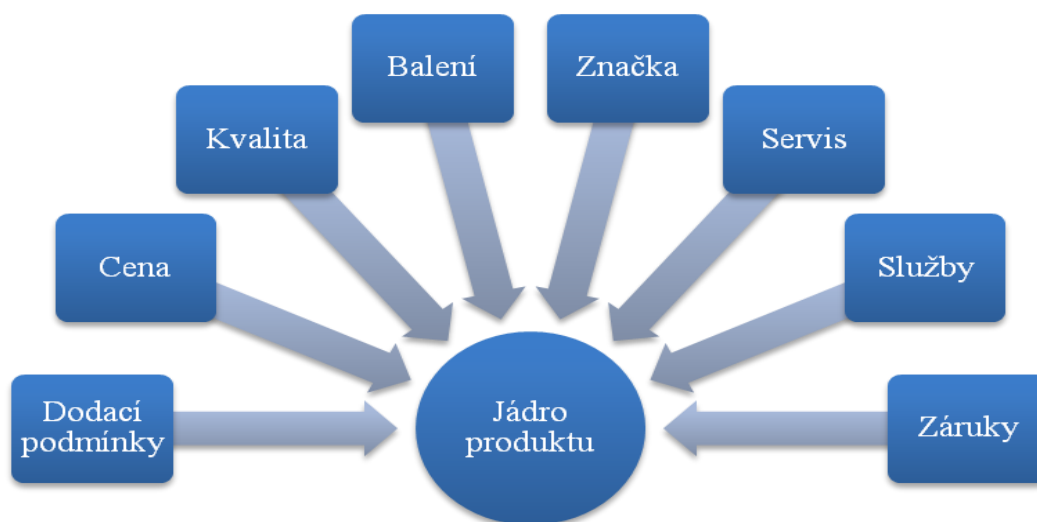 Balení
Značka
Kvalita
Servis
Cena
Služby
Dodací
podmínky
Jádro
produktu
Záruky